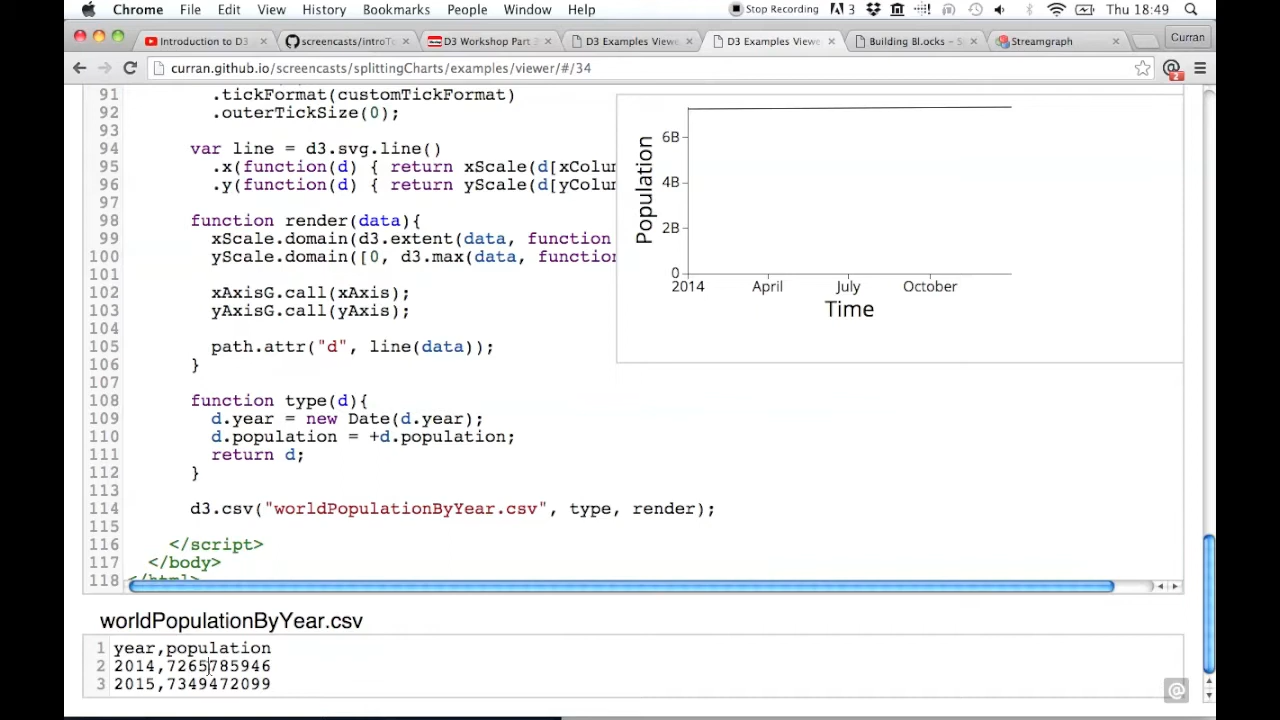 Chrome File Edit View History Bookmarks People Window Help Stop Recording 3 Thu 18:49
Introduction to D3 screencasts/introT D3 Workshop Part D3 Examples Viewe D3 Examples Viewe Building Bl.ocks - Streamgraph Curran
curran.github.io/screencasts/splittingCharts/examples/viewer/#/34 2
91 .tickFormat(customTickFormat)
92 .outerTickSize(0);
93
94 var line = d3.svg.line()
95 .x(function(d) { return xScale(d[xColu
96 .y(function(d) { return yScale(d[yColu
97
98 function render(data){
99 xScale.domain(d3.extent(data, function
100 yScale.domain([0, d3.max(data, functio
101
102 xAxisG.call(xAxis);
103 yAxisG.call(yAxis);
104
105 path.attr("d", line(data));
106 }
107
108 function type(d){
109 d.year = new Date(d.year);
110 d.population = +d.population;
111 return d;
112 }
113
114 d3.csv("worldPopulationByYear.csv", type, render);
115
116 </script>
117 </body>
118 </html>
Population
6B
4B
2B
0
2014 April July October
Time
worldPopulationByYear.csv
1 year,population
2 2014,7265785946
3 2015,7349472099
@